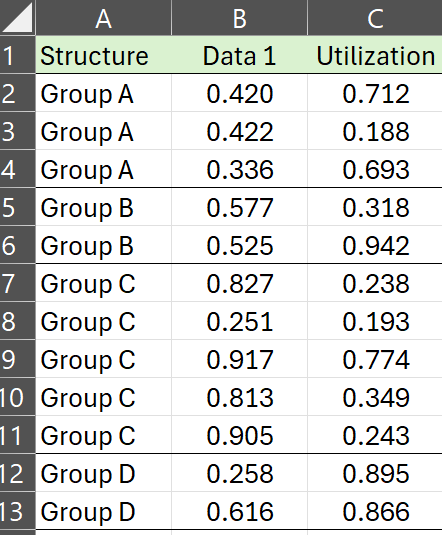 A B C
1 Structure Data 1 Utilization
2 Group A 0.420 0.712
3 Group A 0.422 0.188
4 Group A 0.336 0.693
5 Group B 0.577 0.318
6 Group B 0.525 0.942
7 Group C 0.827 0.238
8 Group C 0.251 0.193
9 Group C 0.917 0.774
10 Group C 0.813 0.349
11 Group C 0.905 0.243
12 Group D 0.258 0.895
13 Group D 0.616 0.866